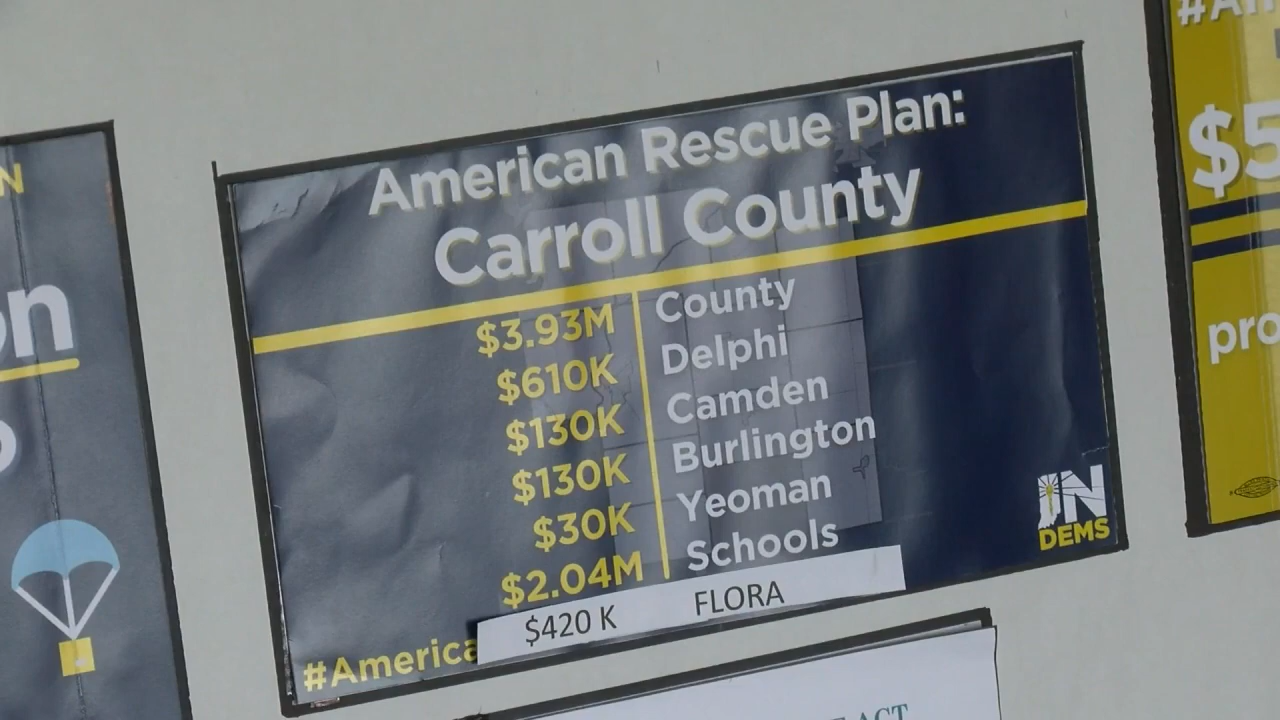 American Rescue Plan:
Carroll County
$3.93M County
$610K Delphi
$130K Camden
$130K Burlington
$30K Yeoman
$2.04M Schools
$420 K FLORA
#America
IN
DEMS
N
on
$5
pro
ACT